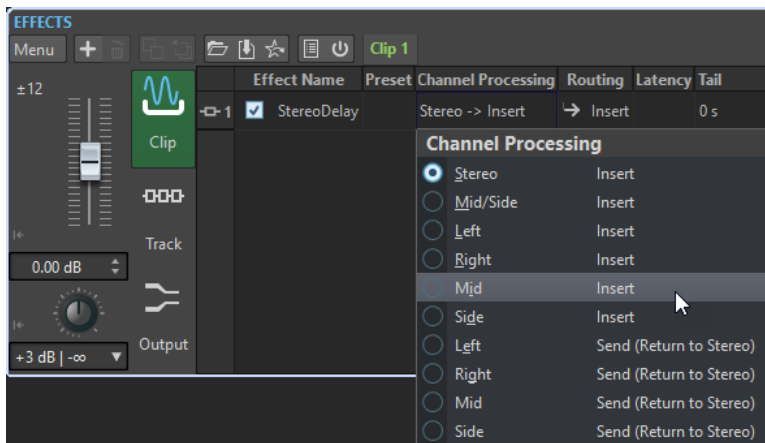 EFFECTS
Menu Clip 1
±12 Effect Name Preset Channel Processing Routing Latency Tail
1 StereoDelay Stereo -> Insert Insert 0 s
Clip
Channel Processing
Stereo Insert
Mid/Side Insert
Left Insert
Right Insert
Mid Insert
Side Insert
Left Send (Return to Stereo)
Right Send (Return to Stereo)
Mid Send (Return to Stereo)
Side Send (Return to Stereo)
Track
0.00 dB
Output
+3 dB | -∞